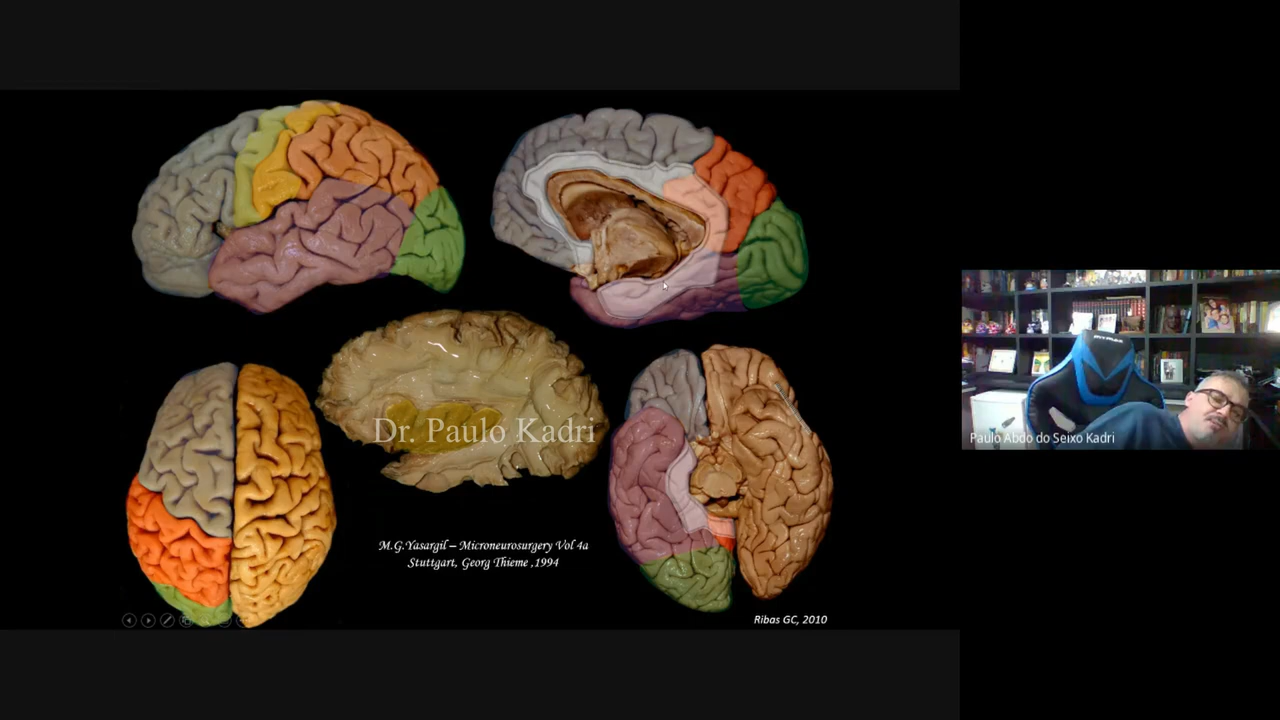 Dr. Paulo Kadri
M.G.Yasargil – Microneurosurgery Vol 4a
Stuttgart, Georg Thieme ,1994
Ribas GC, 2010
Paulo Abdo do Seixo Kadri